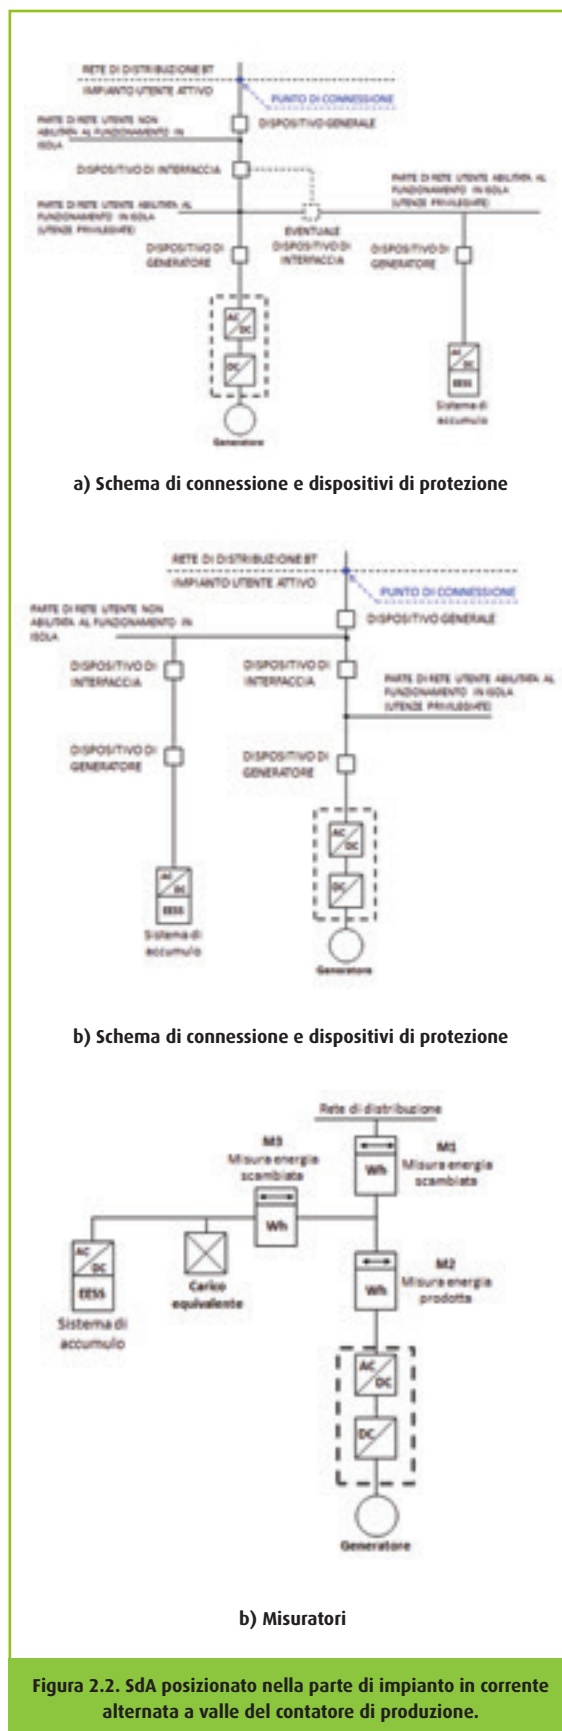 RETE DI DISTRIBUZIONE BT
IMPIANTO UTENTE ATTIVO
PUNTO DI CONNESSIONE
PARTE DI RETE UTENTE NON
ABILITATA AL FUNZIONAMENTO IN
ISOLA
DISPOSITIVO GENERALE
DISPOSITIVO DI INTERFACCIA
PARTE DI RETE UTENTE ABILITATA AL
FUNZIONAMENTO IN ISOLA
(UTENZE PRIVILEGIATE)
PARTE DI RETE UTENTE ABILITATA AL
FUNZIONAMENTO IN ISOLA
(UTENZE PRIVILEGIATE)
EVENTUALE
DISPOSITIVO DI
INTERFACCIA
DISPOSITIVO DI
GENERATORE
DISPOSITIVO DI
GENERATORE
AC
DC
DC
Generatore
AC
DC
EESS
Sistema di
accumulo
a) Schema di connessione e dispositivi di protezione
RETE DI DISTRIBUZIONE BT
IMPIANTO UTENTE ATTIVO
PUNTO DI CONNESSIONE
PARTE DI RETE UTENTE NON
ABILITATA AL FUNZIONAMENTO IN
ISOLA
DISPOSITIVO GENERALE
DISPOSITIVO DI
INTERFACCIA
DISPOSITIVO DI
INTERFACCIA
PARTE DI RETE UTENTE ABILITATA AL
FUNZIONAMENTO IN ISOLA
(UTENZE PRIVILEGIATE)
DISPOSITIVO DI
GENERATORE
DISPOSITIVO DI
GENERATORE
AC
DC
DC
Generatore
AC
DC
EESS
Sistema di
accumulo
b) Schema di connessione e dispositivi di protezione
Rete di distribuzione
M3
Misura energia
scambiata
Wh
M1
Misura energia
scambiata
Wh
AC
DC
EESS
Sistema di
accumulo
Carico
equivalente
M2
Misura energia
prodotta
Wh
AC
DC
DC
Generatore
b) Misuratori
Figura 2.2. SdA posizionato nella parte di impianto in corrente
alternata a valle del contatore di produzione.